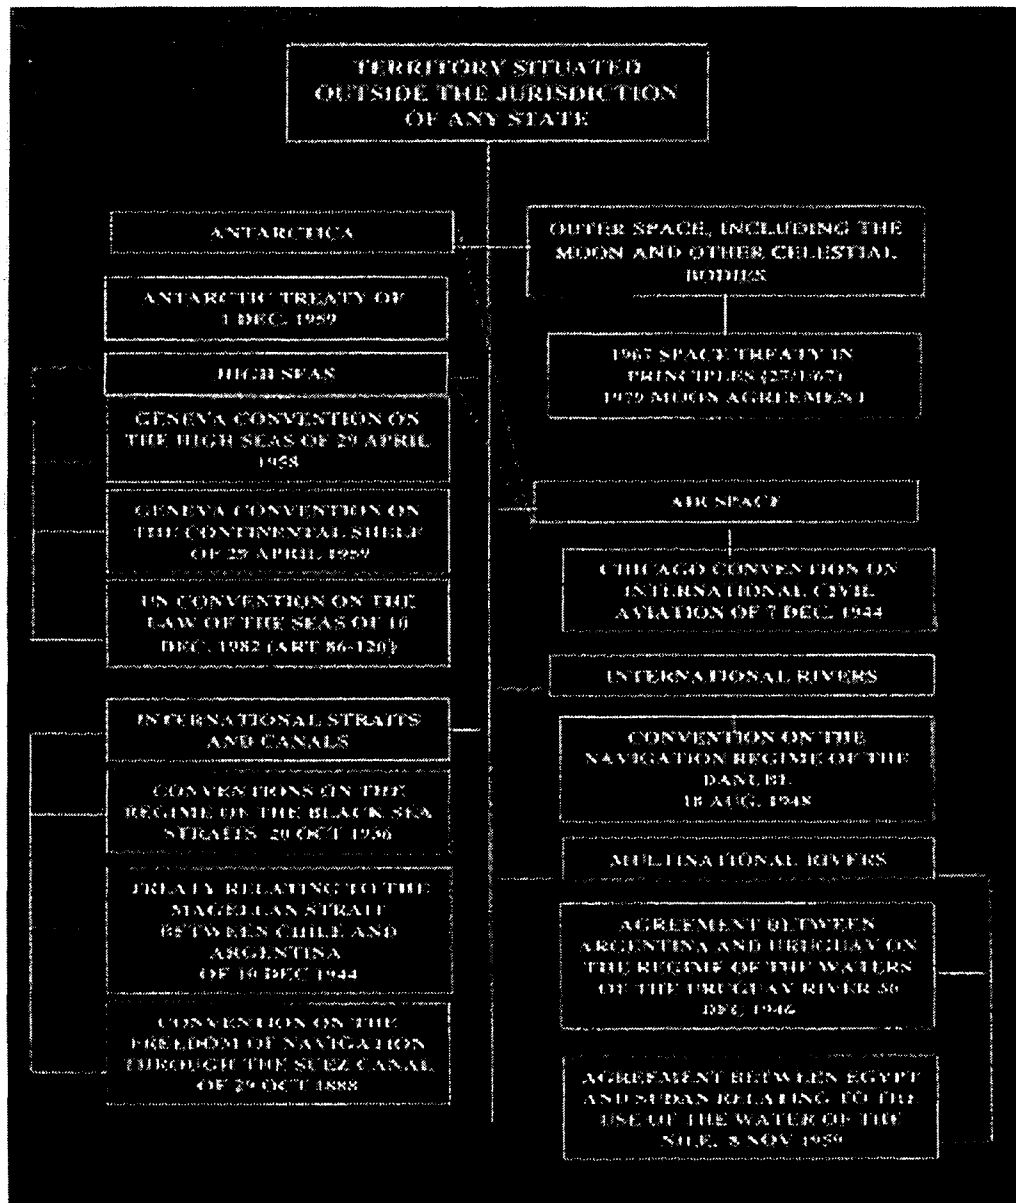 TERRITORY SITUATED
OUTSIDE THE JURISDICTION
OF ANY STATE
ANTARCTICA
ANTARCTIC TREATY OF
1 DEC. 1959
HIGH SEAS
GENEVA CONVENTION ON
THE HIGH SEAS OF 29 APRIL
1958
GENEVA CONVENTION ON
THE CONTINENTAL SHELF
OF 29 APRIL 1959
UN CONVENTION ON THE
LAW OF THE SEAS OF 10
DEC. 1982 (ART 86-120)
INTERNATIONAL STRAITS
AND CANALS
CONVENTIONS ON THE
REGIME OF THE BLACK SEA
STRAITS 20 OCT 1936
TREATY RELATING TO THE
MAGELLAN STRAIT
BETWEEN CHILE AND
ARGENTINA
OF 10 DEC 1944
CONVENTION ON THE
FREEDOM OF NAVIGATION
THROUGH THE SUEZ CANAL
OF 29 OCT 1888
OUTER SPACE, INCLUDING THE
MOON AND OTHER CELESTIAL
BODIES
1967 SPACE TREATY IN
PRINCIPLES (27/1/67)
1979 MOON AGREEMENT
AIR SPACE
CHICAGO CONVENTION ON
INTERNATIONAL CIVIL
AVIATION OF 7 DEC. 1944
INTERNATIONAL RIVERS
CONVENTION ON THE
NAVIGATION REGIME OF THE
DANUBE
18 AUG. 1948
MULTINATIONAL RIVERS
AGREEMENT BETWEEN
ARGENTINA AND URUGUAY ON
THE REGIME OF THE WATERS
OF THE URUGUAY RIVER 30
DEC 1946
AGREEMENT BETWEEN EGYPT
AND SUDAN RELATING TO THE
USE OF THE WATER OF THE
NILE, 8 NOV 1959